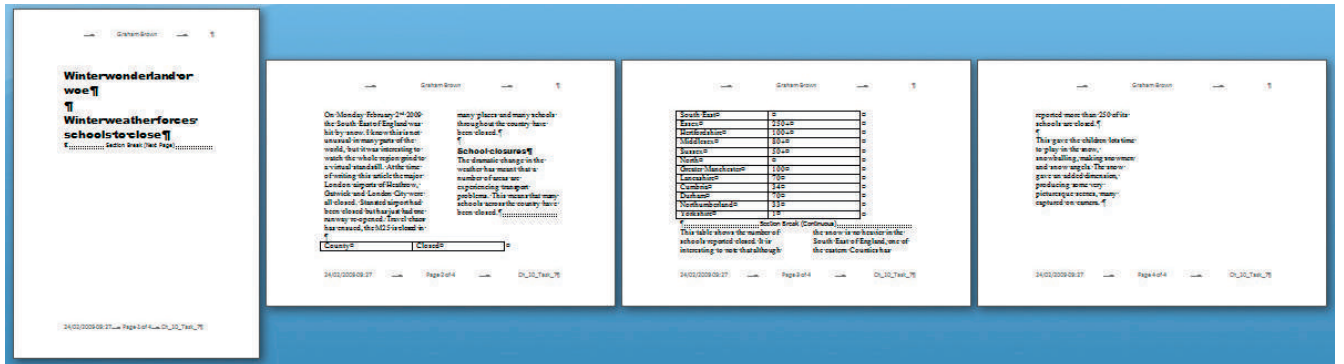 Graham Brown ¶
Winter·wonderland·or·
woe¶
¶
Winter·weather·forces·
schools·to·close¶
¶ Section Break (Next Page)
24/02/2009 09:37 Page 1 of 4 Ch_10_Task_7¶
Graham Brown ¶
On·Monday·February·2nd·2009·
the·South·East·of·England·was·
hit·by·snow.·I·know·this·is·not·
unusual·in·many·parts·of·the·
world,·but·it·was·interesting·to·
watch·the·whole·region·grind·to·
a·virtual·standstill.·At·the·time·
of·writing·this·article·the·major·
London·airports·of·Heathrow,·
Gatwick·and·London·City·were·
all·closed.·Stansted·airport·had·
been·closed·but·has·just·had·one·
runway·re-opened.·Travel·chaos·
has·ensued,·the·M25·is·closed·in·
many·places·and·many·schools·
throughout·the·country·have·
been·closed.¶
¶
School·closures¶
The·dramatic·change·in·the·
weather·has·meant·that·a·
number·of·areas·are·
experiencing·transport·
problems.·This·means·that·many·
schools·across·the·country·have·
been·closed.¶
¶
County¤ Closed¤ ¤
24/02/2009 09:37 Page 2 of 4 Ch_10_Task_7¶
Graham Brown ¶
South·East¤ ¤ ¤
Essex¤ 250+¤ ¤
Hertfordshire¤ 100+¤ ¤
Middlesex¤ 80+¤ ¤
Sussex¤ 50+¤ ¤
North¤ ¤ ¤
Greater·Manchester¤ 100¤ ¤
Lancashire¤ 70¤ ¤
Cumbria¤ 34¤ ¤
Durham¤ 70¤ ¤
Northumberland¤ 33¤ ¤
Yorkshire¤ 1¤ ¤
¶ Section Break (Continuous)
This·table·shows·the·number·of·
schools·reported·closed.·It·is·
interesting·to·note·that·although·
the·snow·is·no·heavier·in·the·
South·East·of·England,·one·of·
the·eastern·Counties·has·
24/02/2009 09:37 Page 3 of 4 Ch_10_Task_7¶
Graham Brown ¶
reported·more·than·250·of·its·
schools·are·closed.¶
¶
This·gave·the·children·lots·time·
to·play·in·the·snow,·
snowballing,·making·snowmen·
and·snow·angels.·The·snow·
gave·an·added·dimension,·
producing·some·very·
picturesque·scenes,·many·
captured·on·camera.·¶
24/02/2009 09:37 Page 4 of 4 Ch_10_Task_7¶